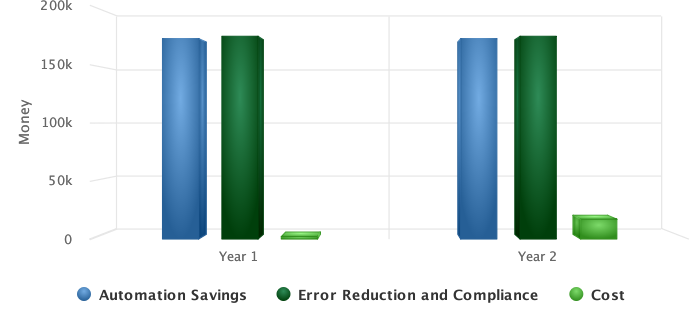 200k
150k
100k
50k
0
Money
Year 1
Year 2
Automation Savings
Error Reduction and Compliance
Cost